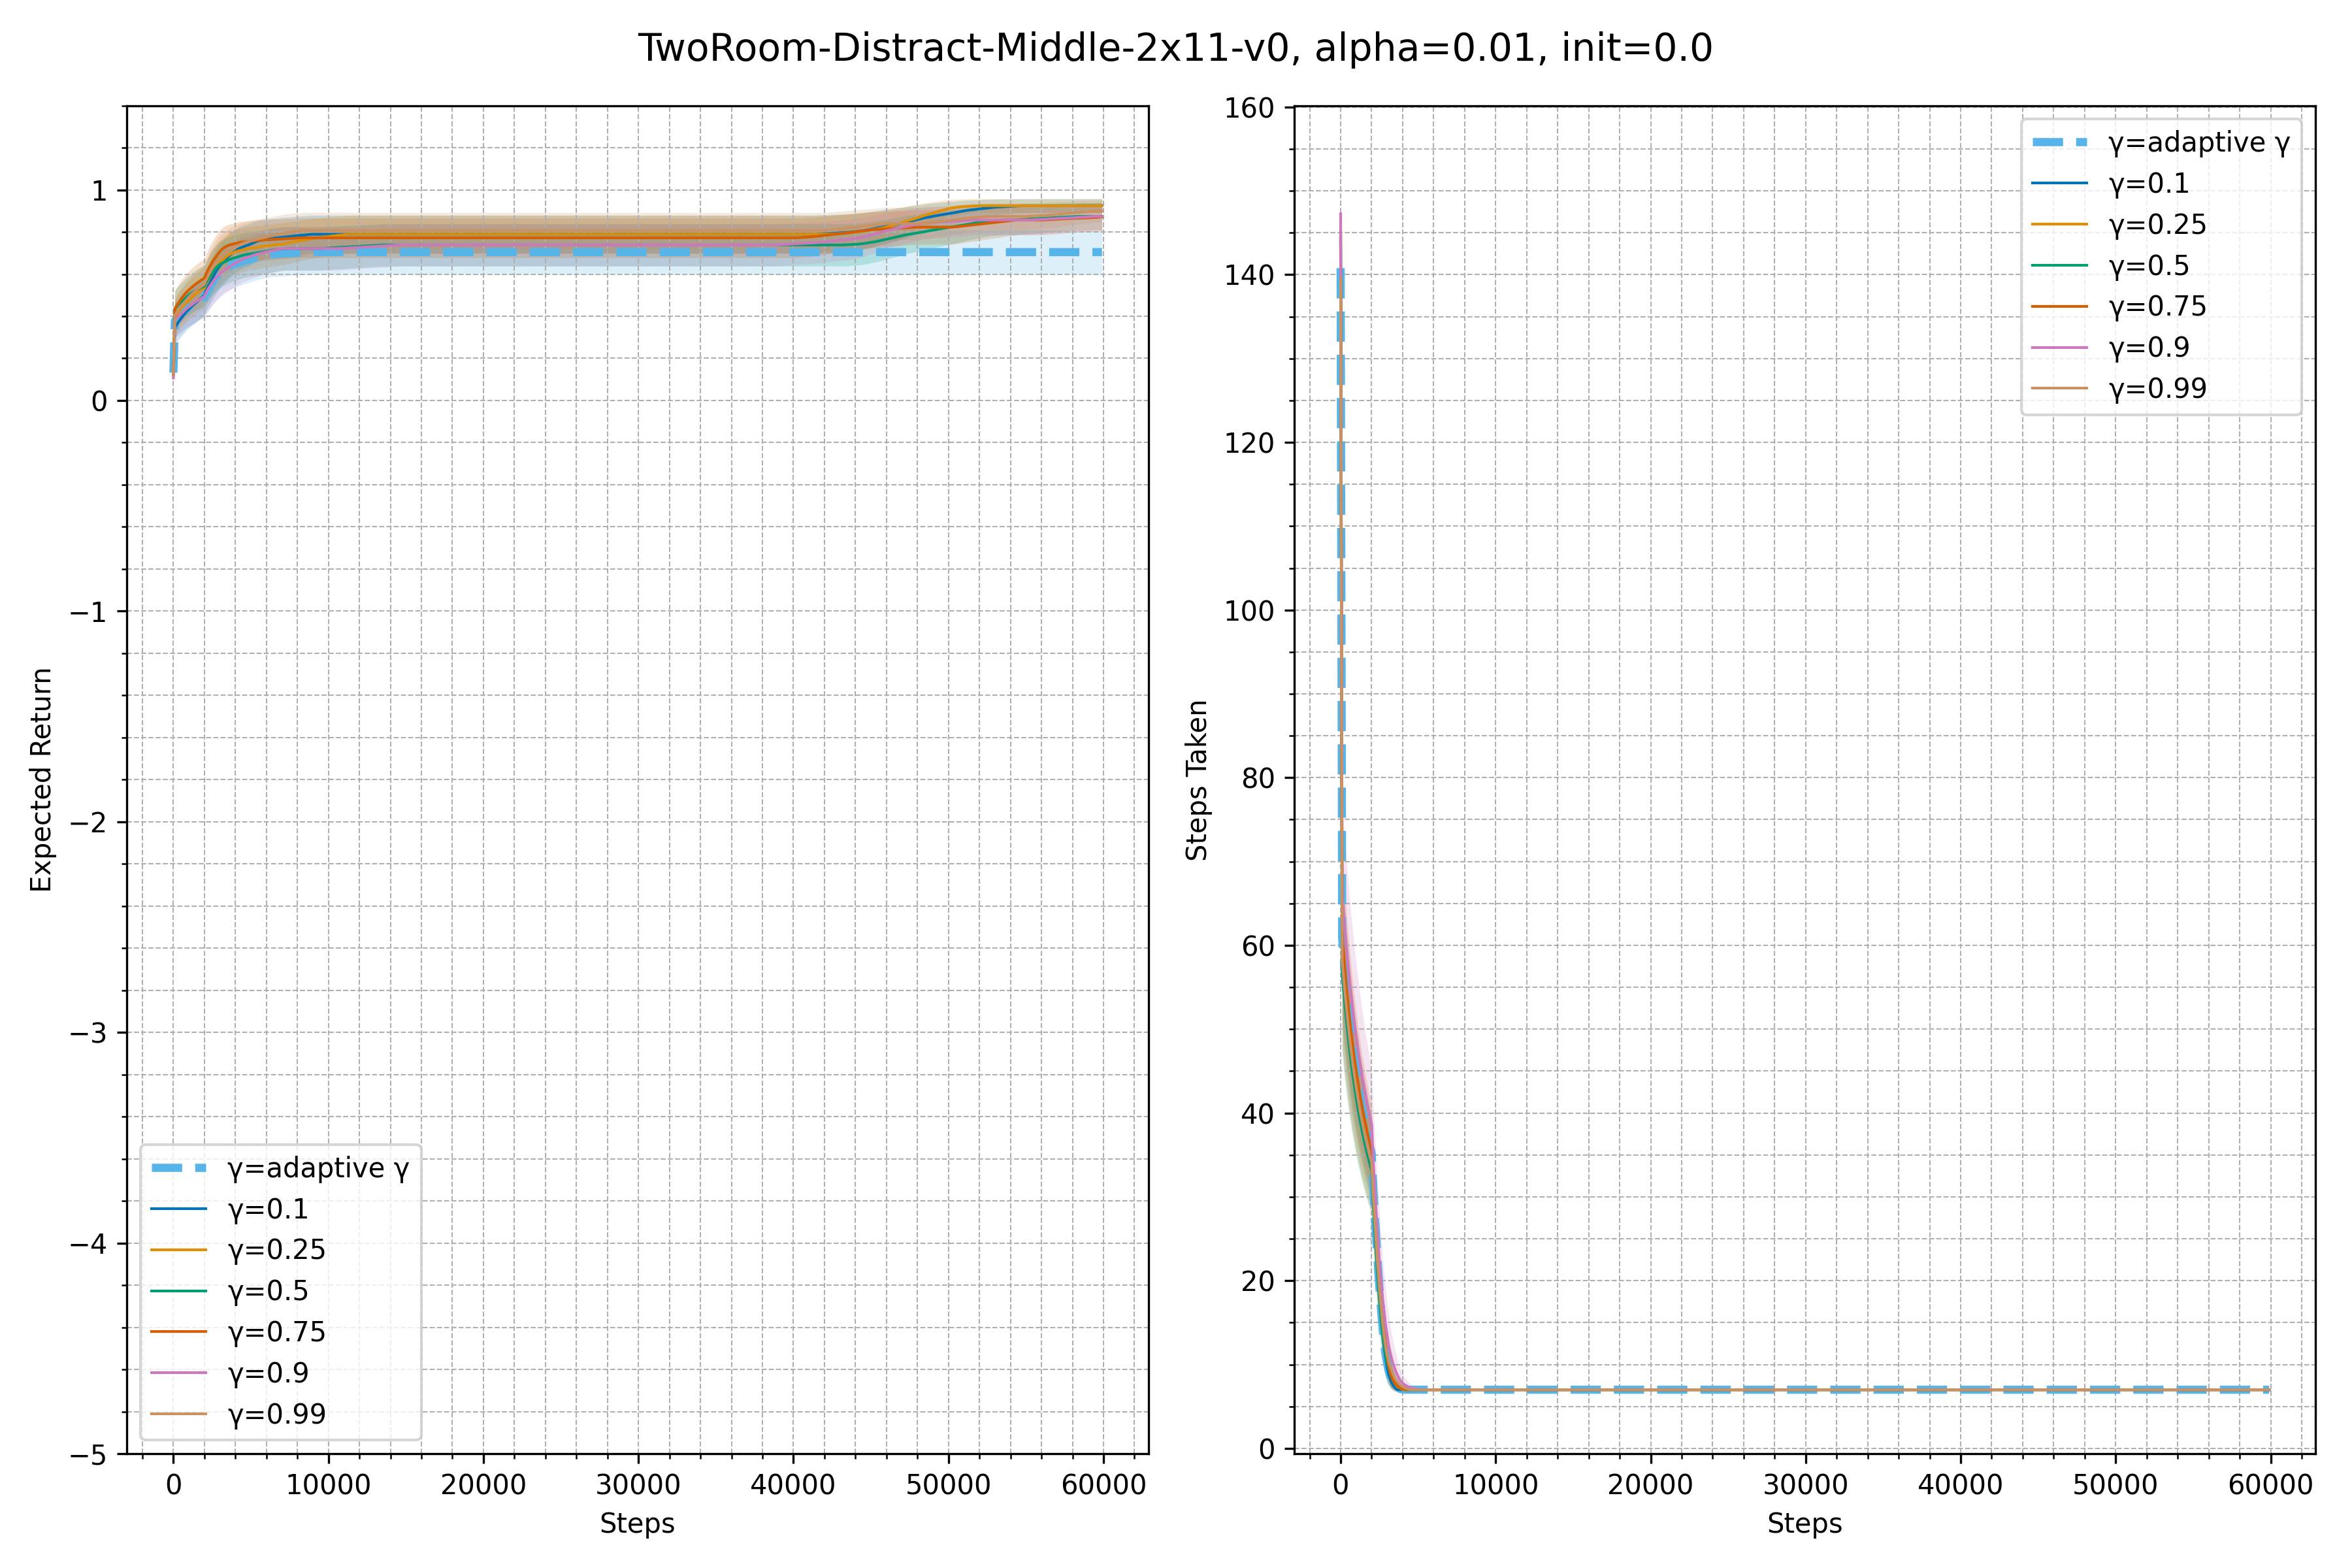 TwoRoom-Distract-Middle-2x11-v0, alpha=0.01, init=0.0
Expected Return
1
0
−1
−2
−3
−4
−5
γ=adaptive γ
γ=0.1
γ=0.25
γ=0.5
γ=0.75
γ=0.9
γ=0.99
0
10000
20000
30000
40000
50000
60000
Steps
Steps Taken
160
140
120
100
80
60
40
20
0
γ=adaptive γ
γ=0.1
γ=0.25
γ=0.5
γ=0.75
γ=0.9
γ=0.99
0
10000
20000
30000
40000
50000
60000
Steps